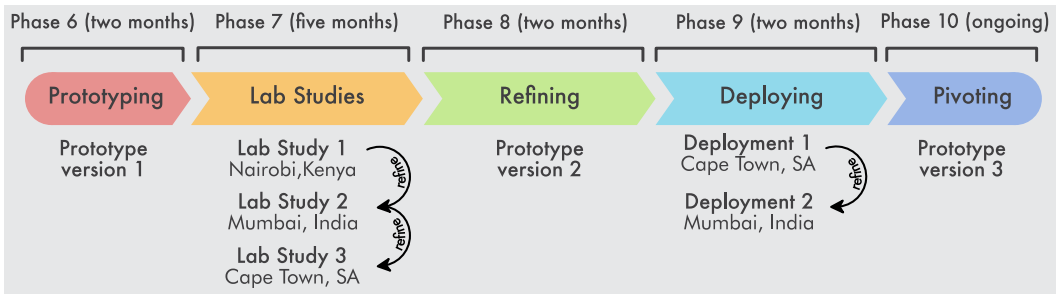 Phase 6 (two months)
Phase 7 (five months)
Phase 8 (two months)
Phase 9 (two months)
Phase 10 (ongoing)
Prototyping
Lab Studies
Refining
Deploying
Pivoting
Prototype
version 1
Lab Study 1
Nairobi,Kenya
refine
Lab Study 2
Mumbai, India
refine
Lab Study 3
Cape Town, SA
Prototype
version 2
Deployment 1
Cape Town, SA
refine
Deployment 2
Mumbai, India
Prototype
version 3